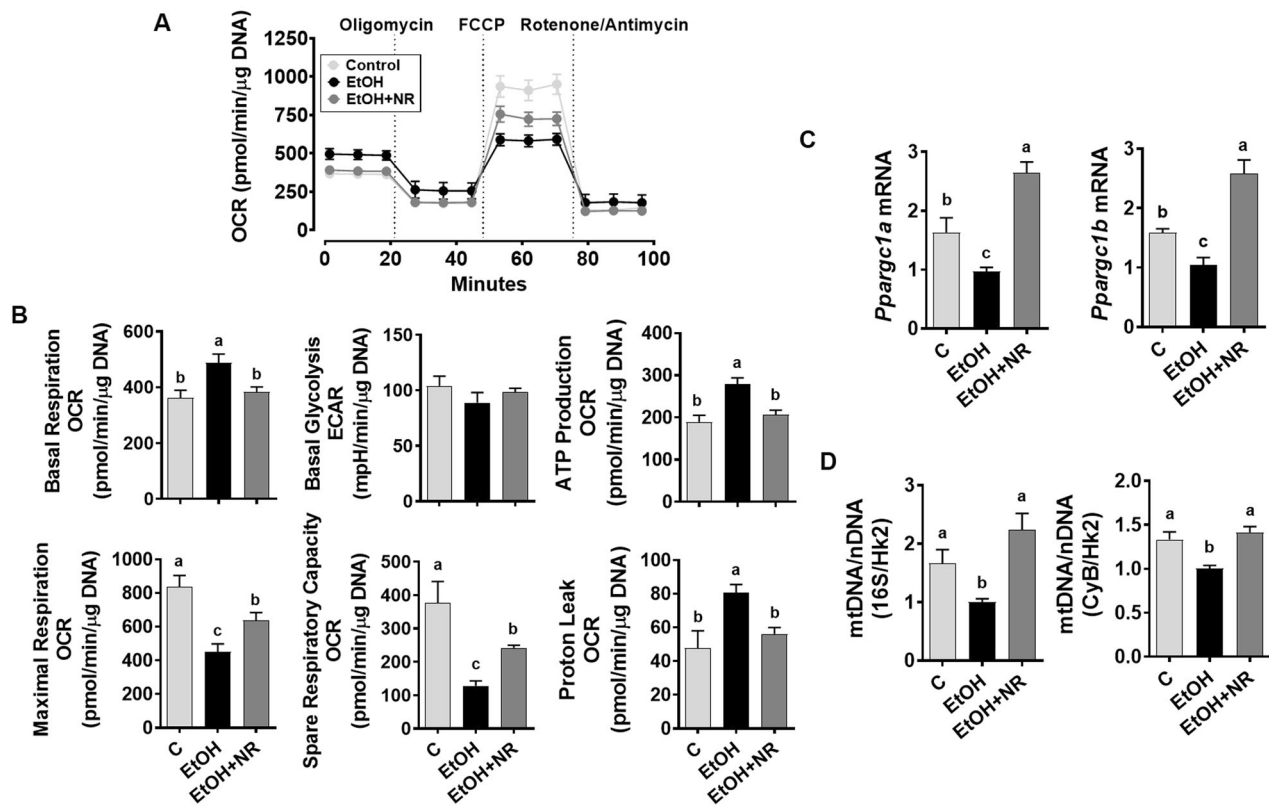 A
Oligomycin FCCP Rotenone/Antimycin
OCR (pmol/min/µg DNA)
1250
1000
750
500
250
0
Control
EtOH
EtOH+NR
0 20 40 60 80 100
Minutes
B
Basal Respiration
OCR
(pmol/min/µg DNA)
600
400
200
0
b a b
Basal Glycolysis
ECAR
(mpH/min/µg DNA)
150
100
50
0
ATP Production
OCR
(pmol/min/µg DNA)
400
300
200
100
0
b a b
Maximal Respiration
OCR
(pmol/min/µg DNA)
1000
800
600
400
200
0
a c b
C EtOH EtOH+NR
Spare Respiratory Capacity
OCR
(pmol/min/µg DNA)
500
400
300
200
100
0
a c b
C EtOH EtOH+NR
Proton Leak
OCR
(pmol/min/µg DNA)
100
80
60
40
20
0
b a b
C EtOH EtOH+NR
C
Ppargc1a mRNA
3
2
1
0
b c a
C EtOH EtOH+NR
Ppargc1b mRNA
3
2
1
0
b c a
C EtOH EtOH+NR
D
mtDNA/nDNA
(16S/Hk2)
3
2
1
0
a b a
C EtOH EtOH+NR
mtDNA/nDNA
(CyB/Hk2)
2.0
1.5
1.0
0.5
0.0
a b a
C EtOH EtOH+NR